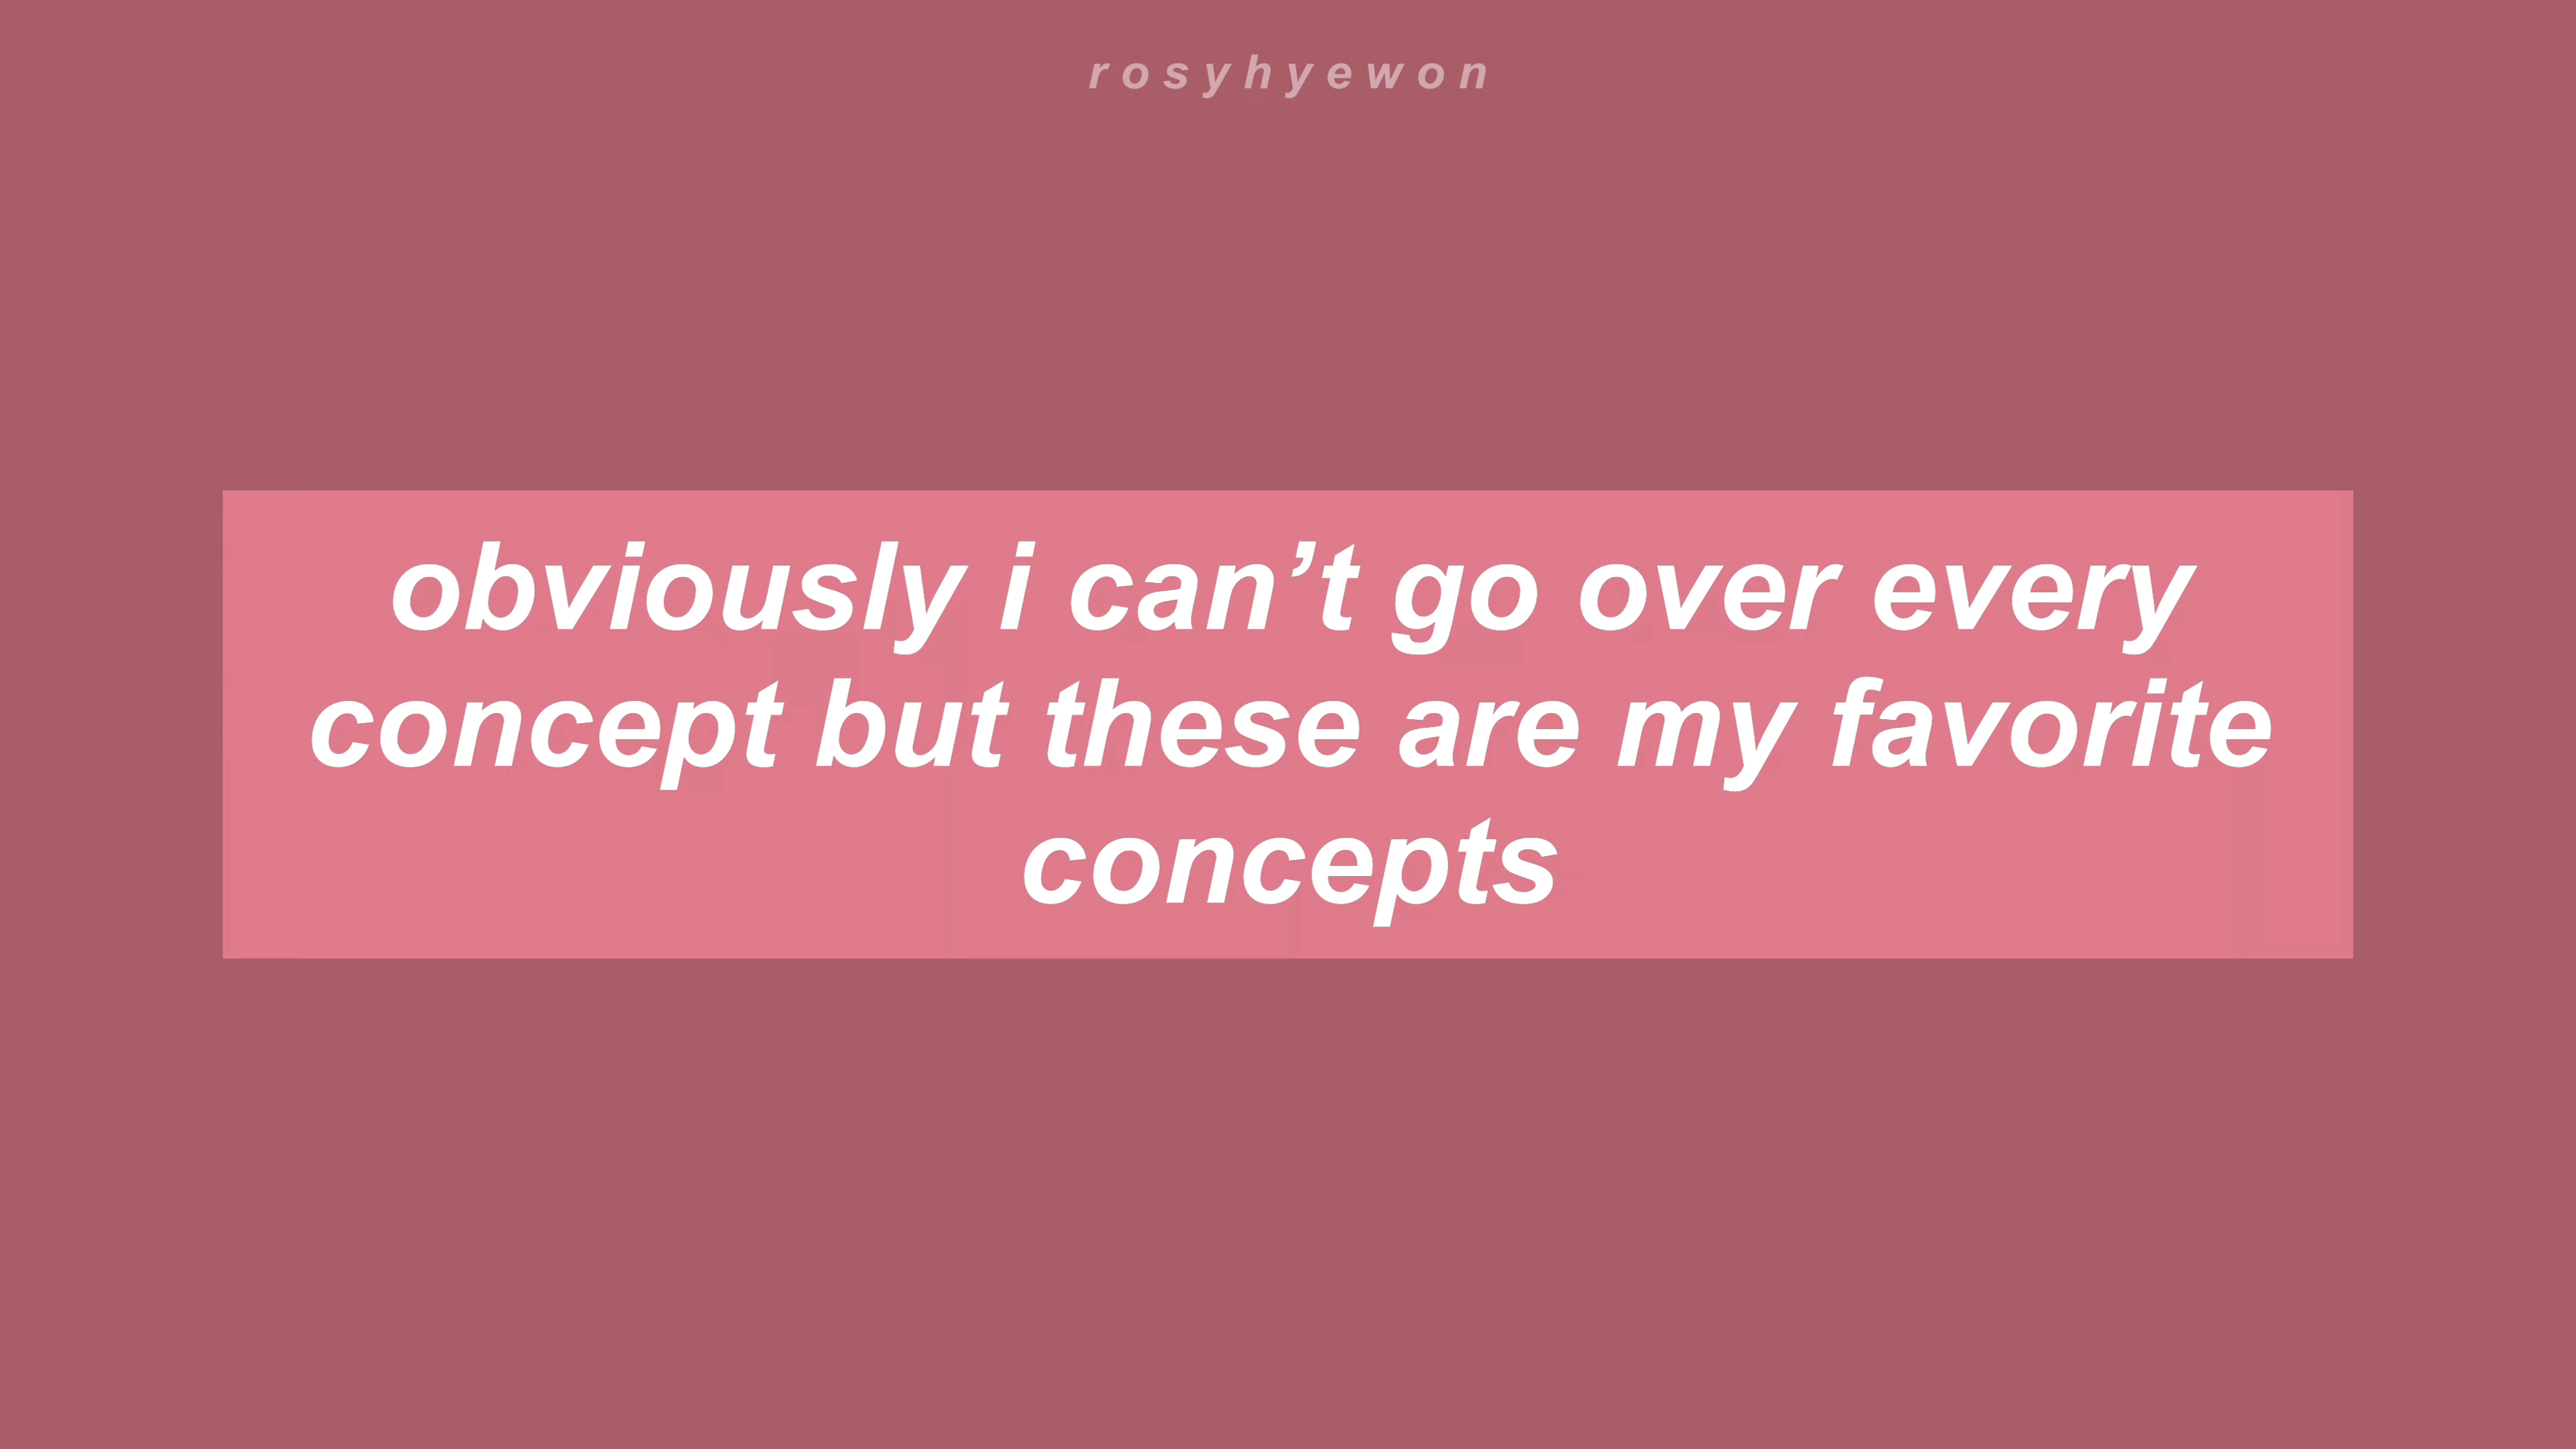 rosyhyewon
obviously i can’t go over every
concept but these are my favorite
concepts